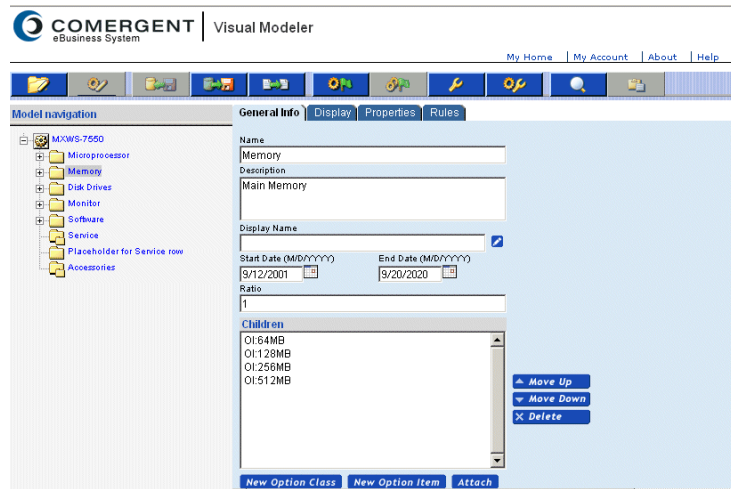 COMERGENT
eBusiness System
Visual Modeler
My Home | My Account | About | Help
Model navigation
General Info Display Properties Rules
MXWS-7550
Microprocessor
Memory
Disk Drives
Monitor
Software
Service
Placeholder for Service row
Accessories
Name
Memory
Description
Main Memory
Display Name
Start Date (M/D/YYYY) End Date (M/D/YYYY)
9/12/2001 9/20/2020
Ratio
1
Children
OI:64MB
OI:128MB
OI:256MB
OI:512MB
Move Up
Move Down
Delete
New Option Class New Option Item Attach